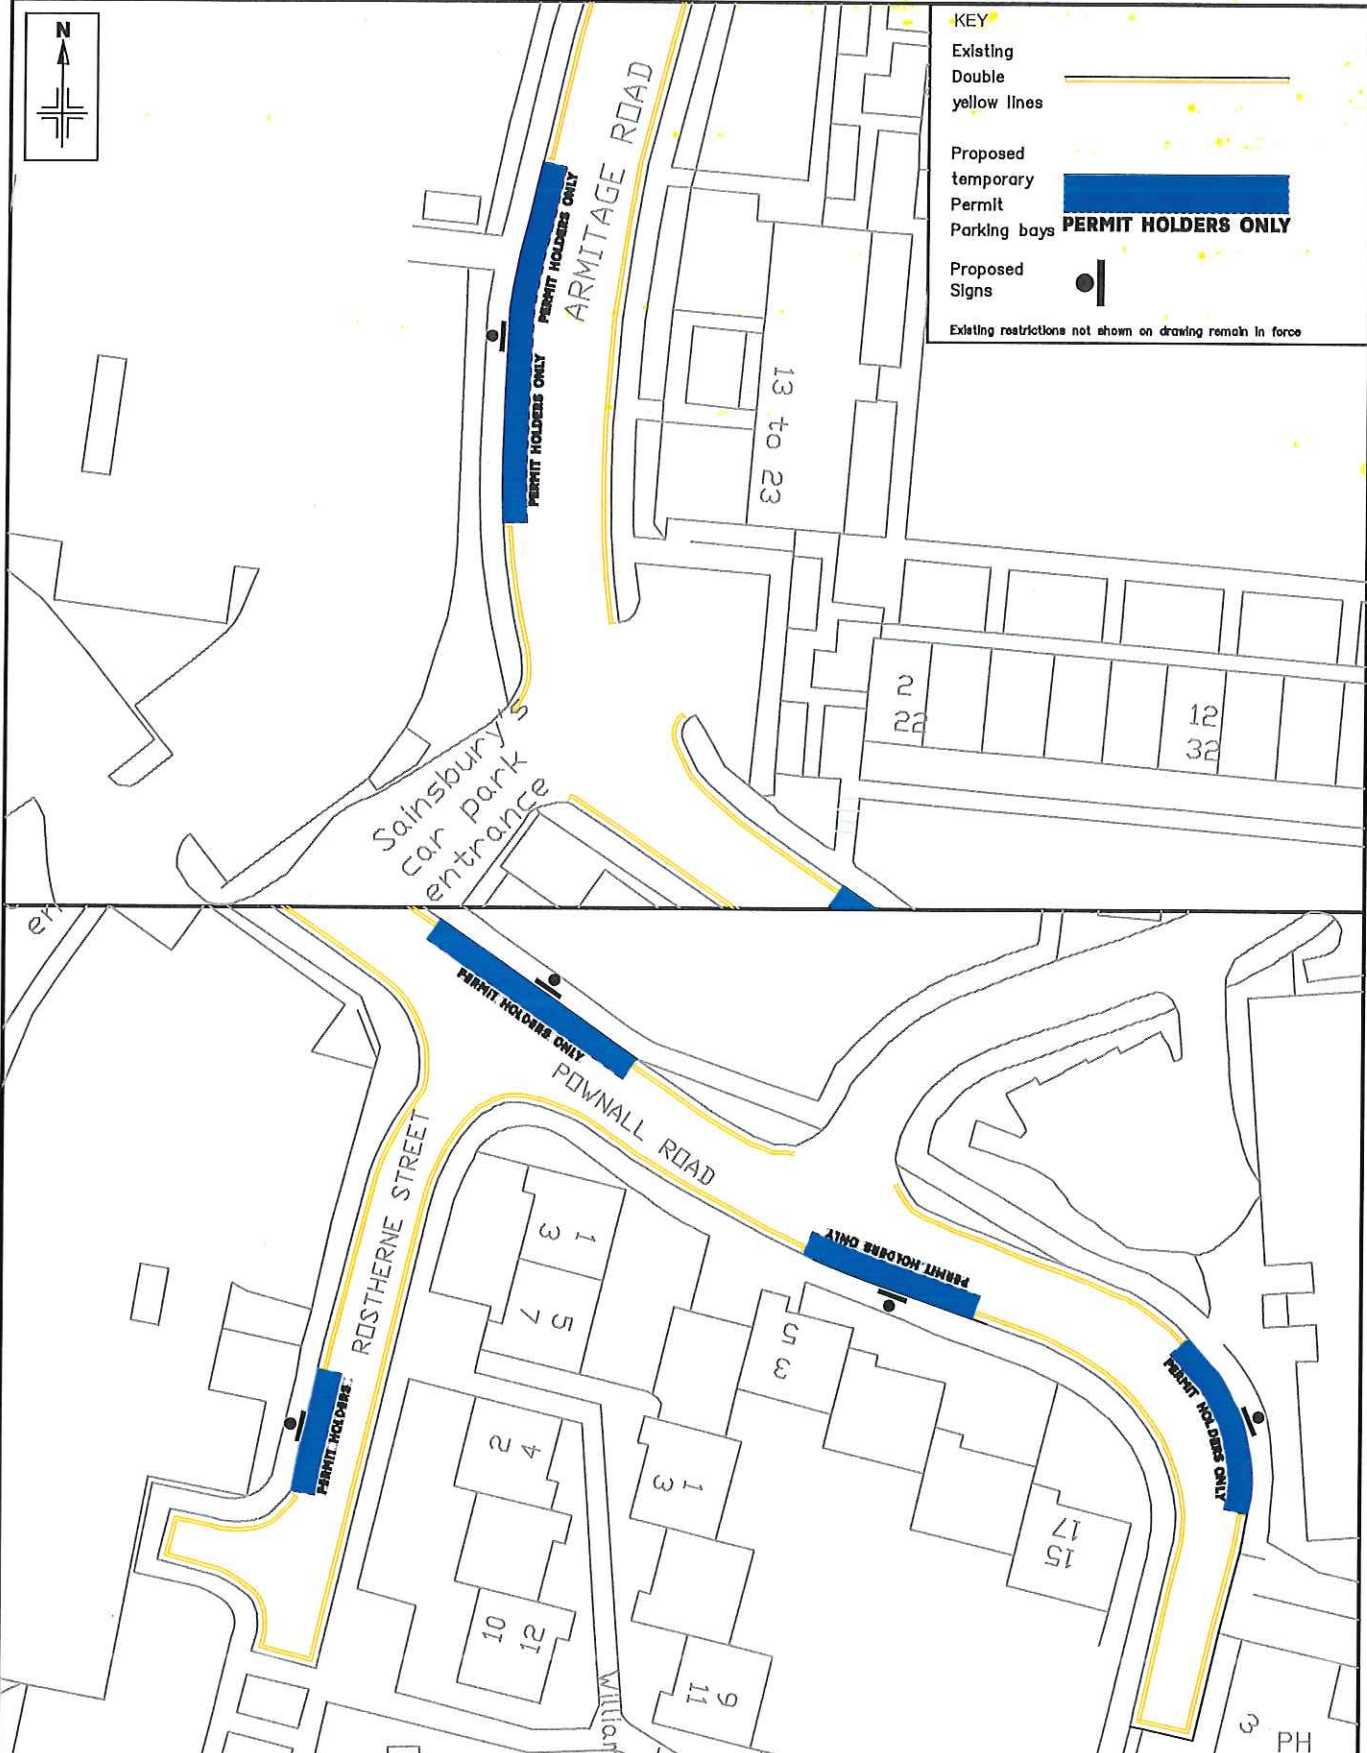 N
KEY
Existing
Double
yellow lines
Proposed
temporary
Permit
Parking bays
PERMIT HOLDERS ONLY
Proposed
Signs
Existing restrictions not shown on drawing remain in force
ARMITAGE ROAD
PERMIT HOLDERS ONLY
PERMIT HOLDERS ONLY
13 to 23
2
22
12
32
Sainsbury's
car park
entrance
en
PERMIT HOLDERS ONLY
POWNALL ROAD
ROSTHERNE STREET
1
3
5
7
PERMIT HOLDERS ONLY
5 3
PERMIT HOLDERS ONLY
PERMIT HOLDERS
2
4
1
3
17
15
10
12
9
11
William
3
PH